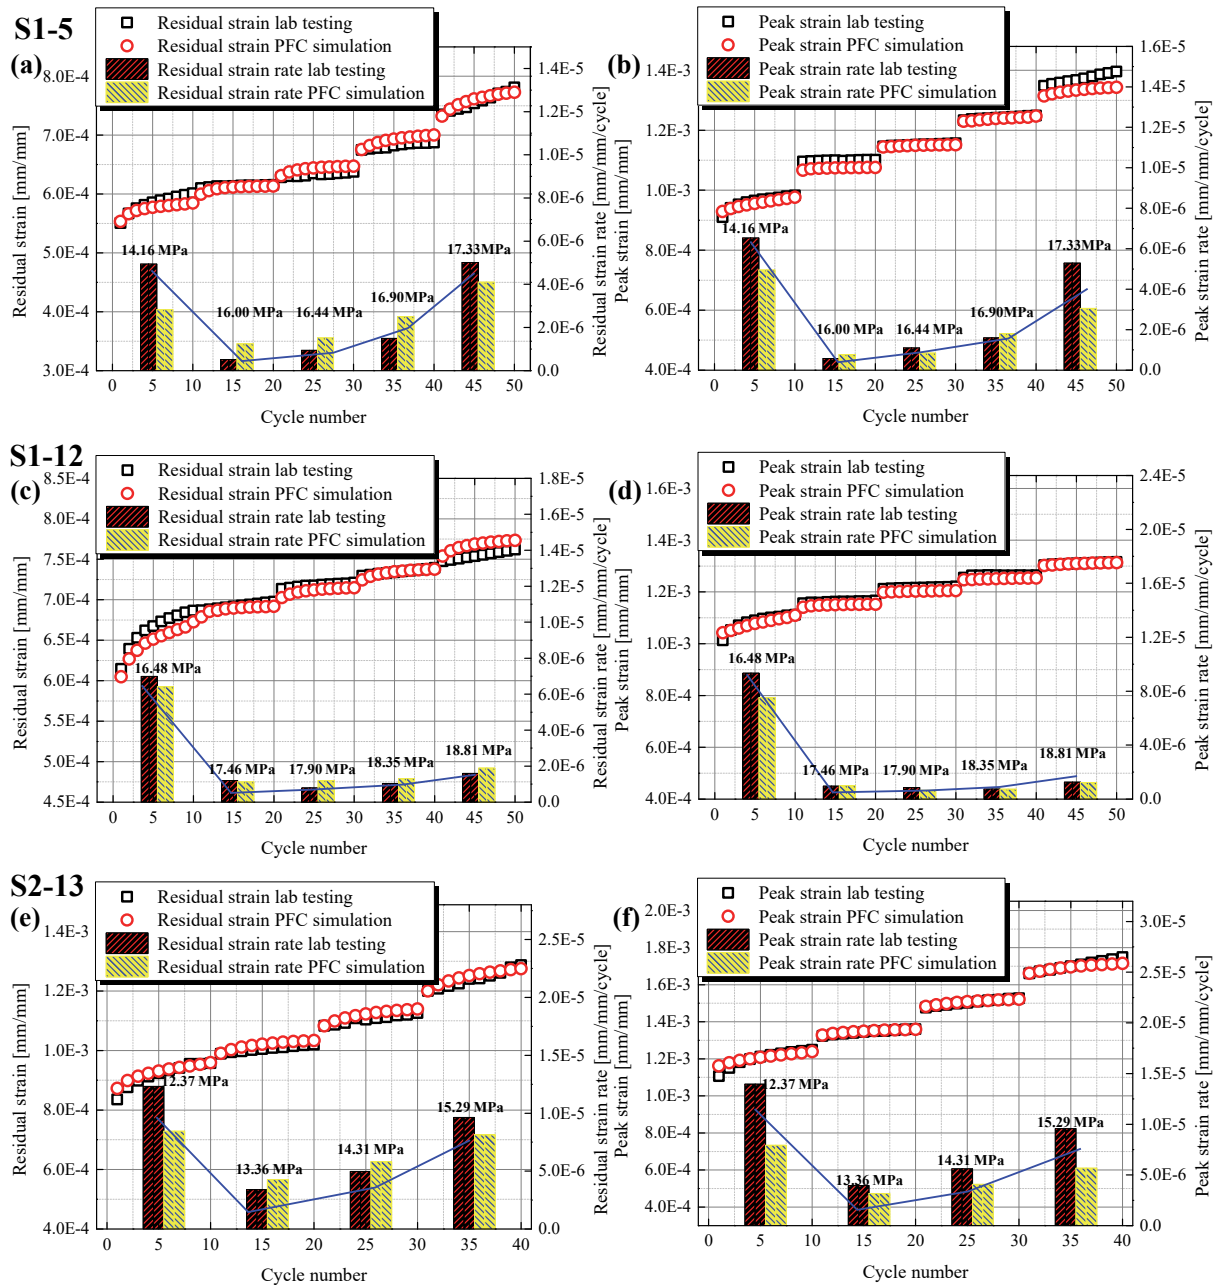 S1-5
(a)
Residual strain lab testing
Residual strain PFC simulation
Residual strain rate lab testing
Residual strain rate PFC simulation
8.0E-4
7.0E-4
6.0E-4
5.0E-4
4.0E-4
3.0E-4
Residual strain [mm/mm]
14.16 MPa
16.00 MPa
16.44 MPa
16.90MPa
17.33MPa
1.4E-5
1.2E-5
1.0E-5
8.0E-6
6.0E-6
4.0E-6
2.0E-6
0.0
Residual strain rate [mm/mm/cycle]
0 5 10 15 20 25 30 35 40 45 50
Cycle number
(b)
Peak strain lab testing
Peak strain PFC simulation
Peak strain rate lab testing
Peak strain rate PFC simulation
1.4E-3
1.2E-3
1.0E-3
8.0E-4
6.0E-4
4.0E-4
Peak strain [mm/mm]
14.16 MPa
16.00 MPa
16.44 MPa
16.90MPa
17.33MPa
1.6E-5
1.4E-5
1.2E-5
1.0E-5
8.0E-6
6.0E-6
4.0E-6
2.0E-6
0.0
Peak strain rate [mm/mm/cycle]
0 5 10 15 20 25 30 35 40 45 50
Cycle number
S1-12
(c)
Residual strain lab testing
Residual strain PFC simulation
Residual strain rate lab testing
Residual strain rate PFC simulation
8.5E-4
8.0E-4
7.5E-4
7.0E-4
6.5E-4
6.0E-4
5.5E-4
5.0E-4
4.5E-4
Residual strain [mm/mm]
16.48 MPa
17.46 MPa
17.90 MPa
18.35 MPa
18.81 MPa
1.8E-5
1.6E-5
1.4E-5
1.2E-5
1.0E-5
8.0E-6
6.0E-6
4.0E-6
2.0E-6
0.0
Residual strain rate [mm/mm/cycle]
0 5 10 15 20 25 30 35 40 45 50
Cycle number
(d)
Peak strain lab testing
Peak strain PFC simulation
Peak strain rate lab testing
Peak strain rate PFC simulation
1.6E-3
1.4E-3
1.2E-3
1.0E-3
8.0E-4
6.0E-4
4.0E-4
Peak strain [mm/mm]
16.48 MPa
17.46 MPa
17.90 MPa
18.35 MPa
18.81 MPa
2.4E-5
2.0E-5
1.6E-5
1.2E-5
8.0E-6
4.0E-6
0.0
Peak strain rate [mm/mm/cycle]
0 5 10 15 20 25 30 35 40 45 50
Cycle number
S2-13
(e)
Residual strain lab testing
Residual strain PFC simulation
Residual strain rate lab testing
Residual strain rate PFC simulation
1.4E-3
1.2E-3
1.0E-3
8.0E-4
6.0E-4
4.0E-4
Residual strain [mm/mm]
12.37 MPa
13.36 MPa
14.31 MPa
15.29 MPa
2.5E-5
2.0E-5
1.5E-5
1.0E-5
5.0E-6
0.0
Residual strain rate [mm/mm/cycle]
0 5 10 15 20 25 30 35 40
Cycle number
(f)
Peak strain lab testing
Peak strain PFC simulation
Peak strain rate lab testing
Peak strain rate PFC simulation
2.0E-3
1.8E-3
1.6E-3
1.4E-3
1.2E-3
1.0E-3
8.0E-4
6.0E-4
4.0E-4
Peak strain [mm/mm]
12.37 MPa
13.36 MPa
14.31 MPa
15.29 MPa
3.0E-5
2.5E-5
2.0E-5
1.5E-5
1.0E-5
5.0E-6
0.0
Peak strain rate [mm/mm/cycle]
0 5 10 15 20 25 30 35 40
Cycle number